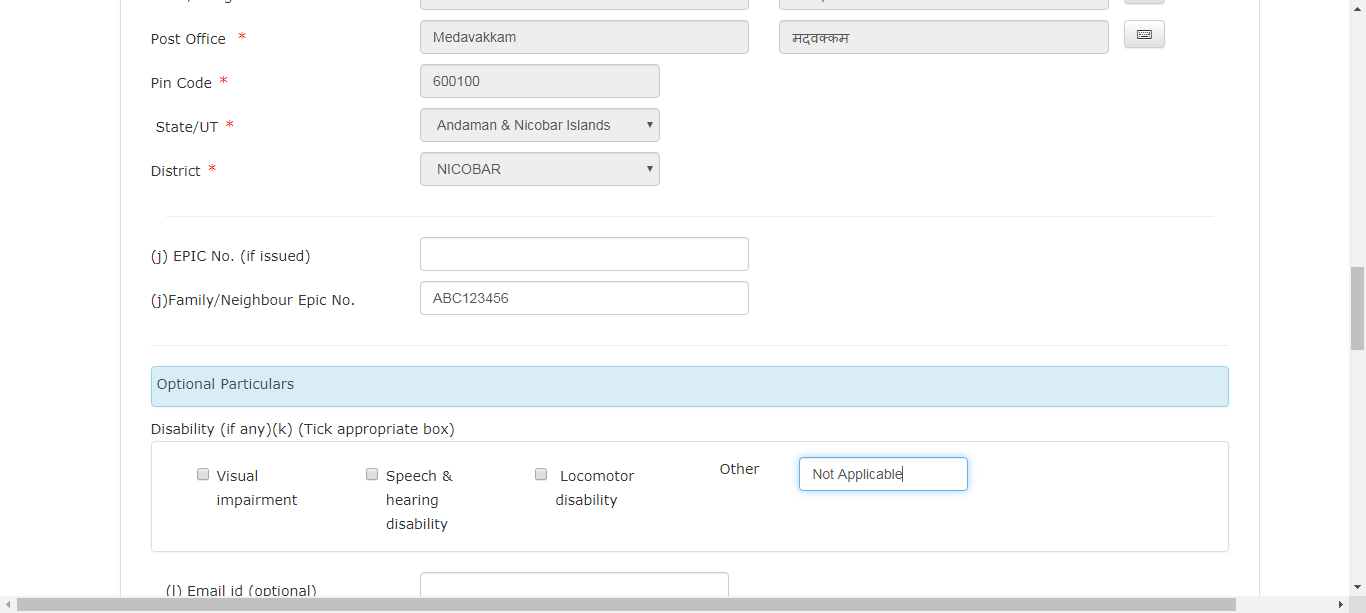 Post Office * Medavakkam मदवक्कम
Pin Code * 600100
State/UT * Andaman & Nicobar Islands
District * NICOBAR
(j) EPIC No. (if issued)
(j)Family/Neighbour Epic No. ABC123456
Optional Particulars
Disability (if any)(k) (Tick appropriate box)
Visual impairment
Speech & hearing disability
Locomotor disability
Other Not Applicable
(l) Email id (optional)